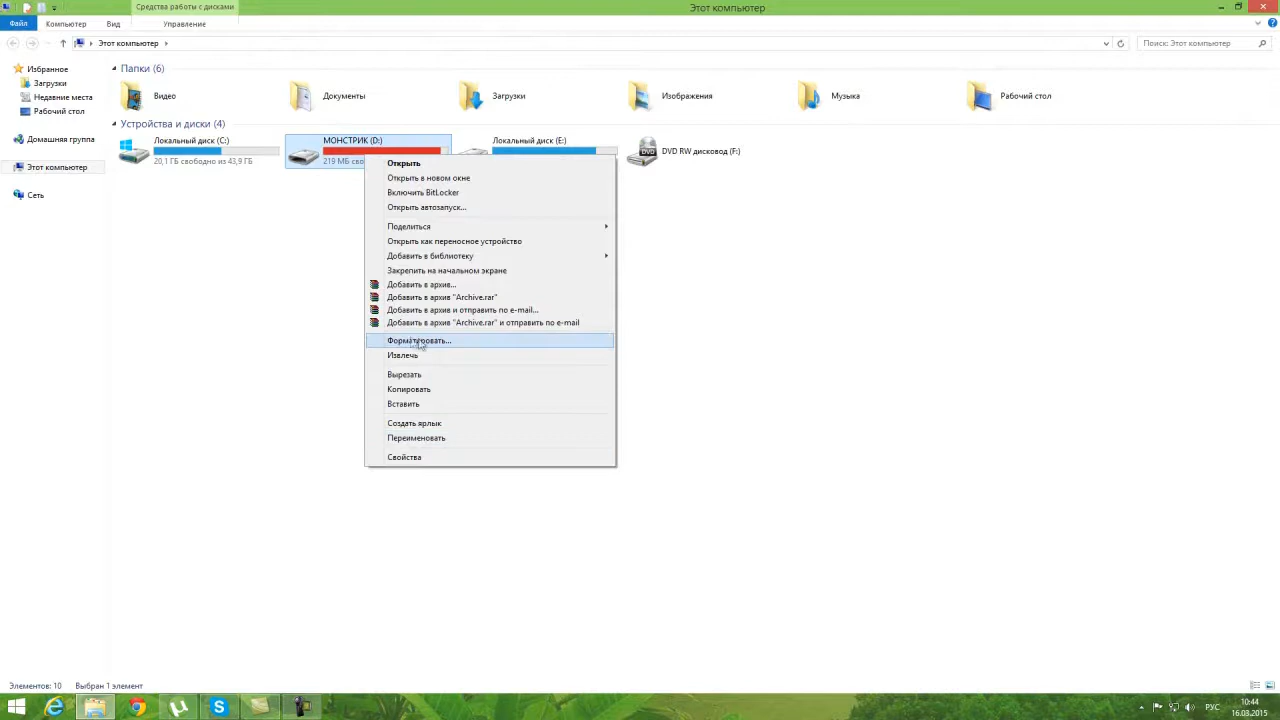 Средства работы с дисками
Этот компьютер
Файл
Компьютер
Вид
Управление
Этот компьютер
Поиск: Этот компьютер
Избранное
Загрузки
Недавние места
Рабочий стол
Домашняя группа
Этот компьютер
Сеть
Папки (6)
Видео
Документы
Загрузки
Изображения
Музыка
Рабочий стол
Устройства и диски (4)
Локальный диск (C:)
20,1 ГБ свободно из 43,9 ГБ
МОНСТРИК (D:)
219 МБ сво
Локальный диск (E:)
DVD
DVD RW дисковод (F:)
Открыть
Открыть в новом окне
Включить BitLocker
Открыть автозапуск...
Поделиться
Открыть как переносное устройство
Добавить в библиотеку
Закрепить на начальном экране
Добавить в архив...
Добавить в архив "Archive.rar"
Добавить в архив и отправить по e-mail...
Добавить в архив "Archive.rar" и отправить по e-mail
Форматировать...
Извлечь
Вырезать
Копировать
Вставить
Создать ярлык
Переименовать
Свойства
Элементов: 10
Выбран 1 элемент
РУС
10:44
16.03.2015